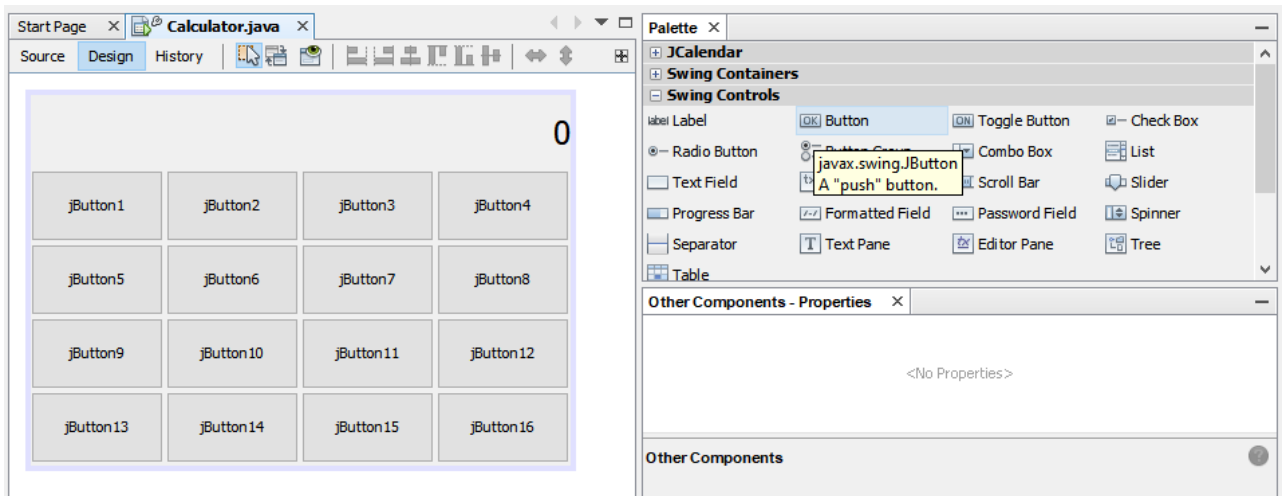 Start Page Calculator.java
Source Design History
0
jButton1 jButton2 jButton3 jButton4
jButton5 jButton6 jButton7 jButton8
jButton9 jButton10 jButton11 jButton12
jButton13 jButton14 jButton15 jButton16
Palette
JCalendar
Swing Containers
Swing Controls
label Label OK Button ON Toggle Button Check Box
Radio Button Combo Box List
javax.swing.JButton
A "push" button.
Text Field Scroll Bar Slider
Progress Bar Formatted Field Password Field Spinner
Separator T Text Pane Editor Pane Tree
Table
Other Components - Properties
<No Properties>
Other Components
?